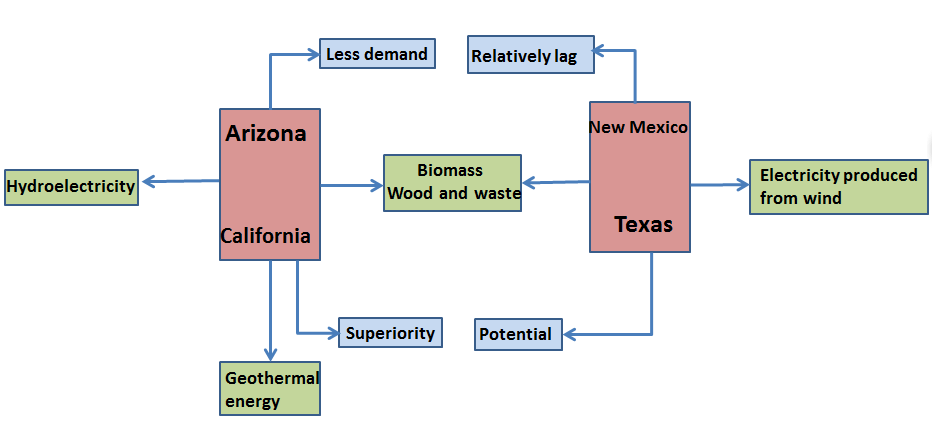 Less demand
Relatively lag
Arizona
New Mexico
Biomass
Wood and waste
Hydroelectricity
Electricity produced
from wind
California
Texas
Superiority
Potential
Geothermal
energy